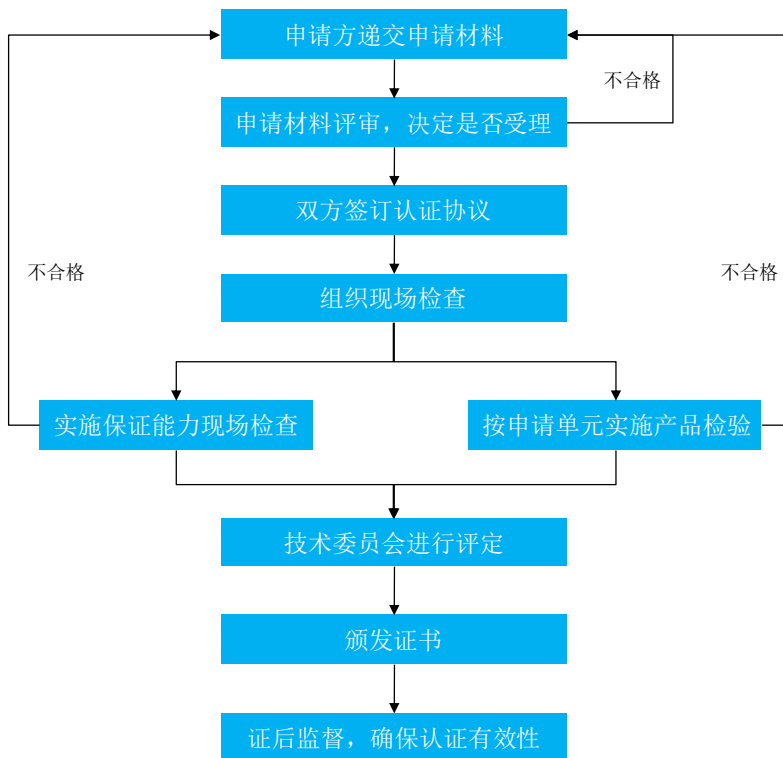 申请方递交申请材料
不合格
申请材料评审，决定是否受理
双方签订认证协议
不合格
不合格
组织现场检查
实施保证能力现场检查
按申请单元实施产品检验
技术委员会进行评定
颁发证书
证后监督，确保认证有效性